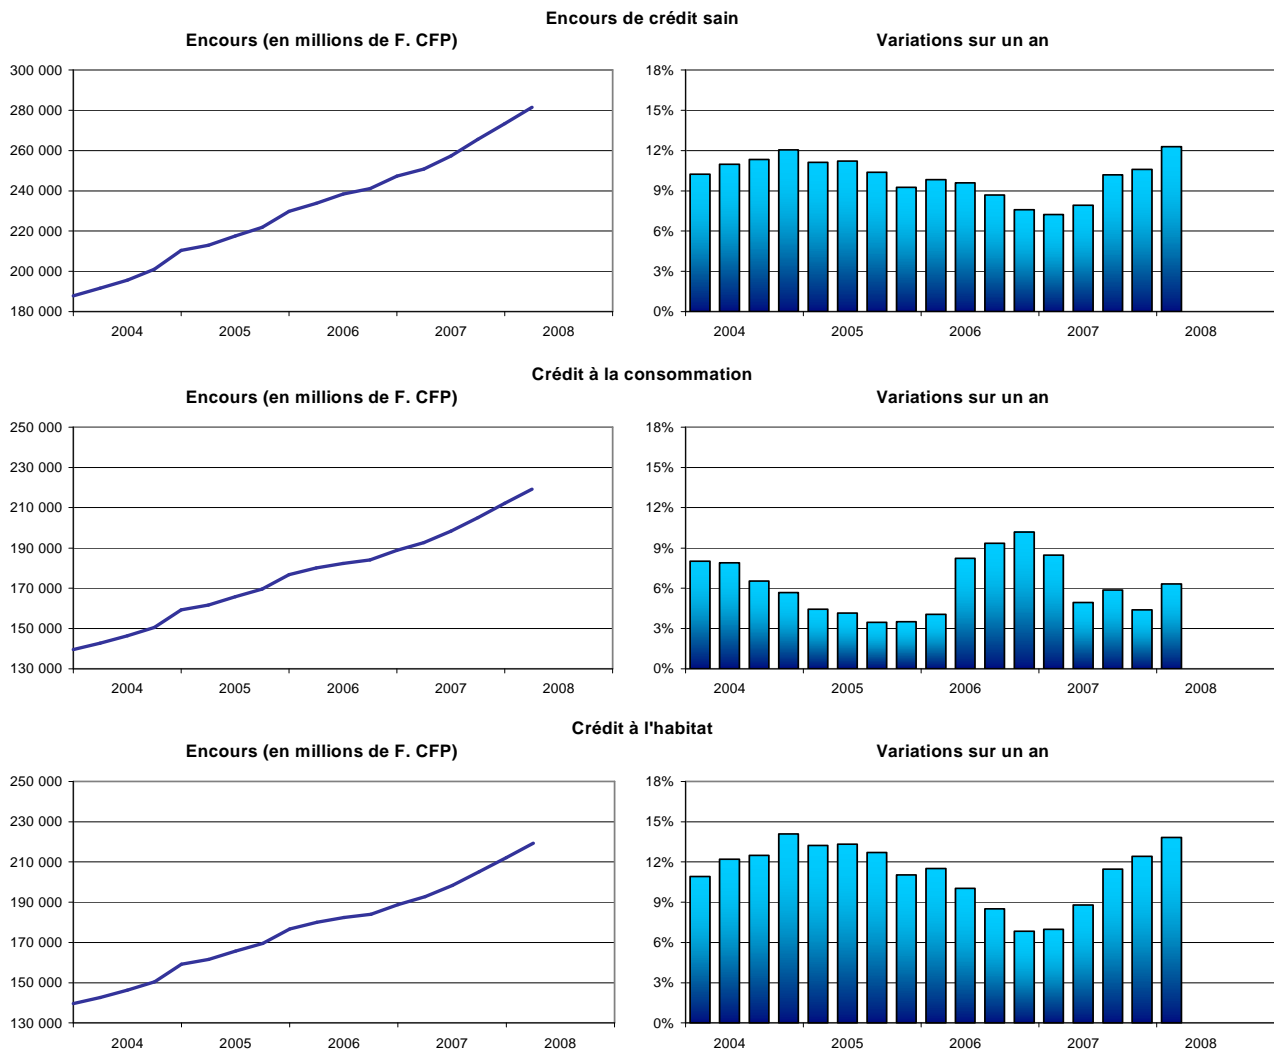 Encours de crédit sain
Encours (en millions de F. CFP)
Variations sur un an
300 000
280 000
260 000
240 000
220 000
200 000
180 000
2004 2005 2006 2007 2008
18%
15%
12%
9%
6%
3%
0%
2004 2005 2006 2007 2008
Crédit à la consommation
Encours (en millions de F. CFP)
Variations sur un an
250 000
230 000
210 000
190 000
170 000
150 000
130 000
2004 2005 2006 2007 2008
18%
15%
12%
9%
6%
3%
0%
2004 2005 2006 2007 2008
Crédit à l'habitat
Encours (en millions de F. CFP)
Variations sur un an
250 000
230 000
210 000
190 000
170 000
150 000
130 000
2004 2005 2006 2007 2008
18%
15%
12%
9%
6%
3%
0%
2004 2005 2006 2007 2008